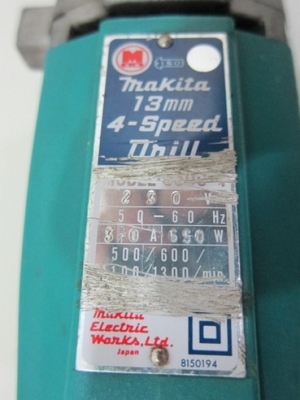 M
Makita
13mm
4-Speed
Drill
MODEL
230 V
50-60 Hz
3.0 A 550 W
500/600/
/1300/min
Makita
Electric
Works, Ltd.
Japan
8150194